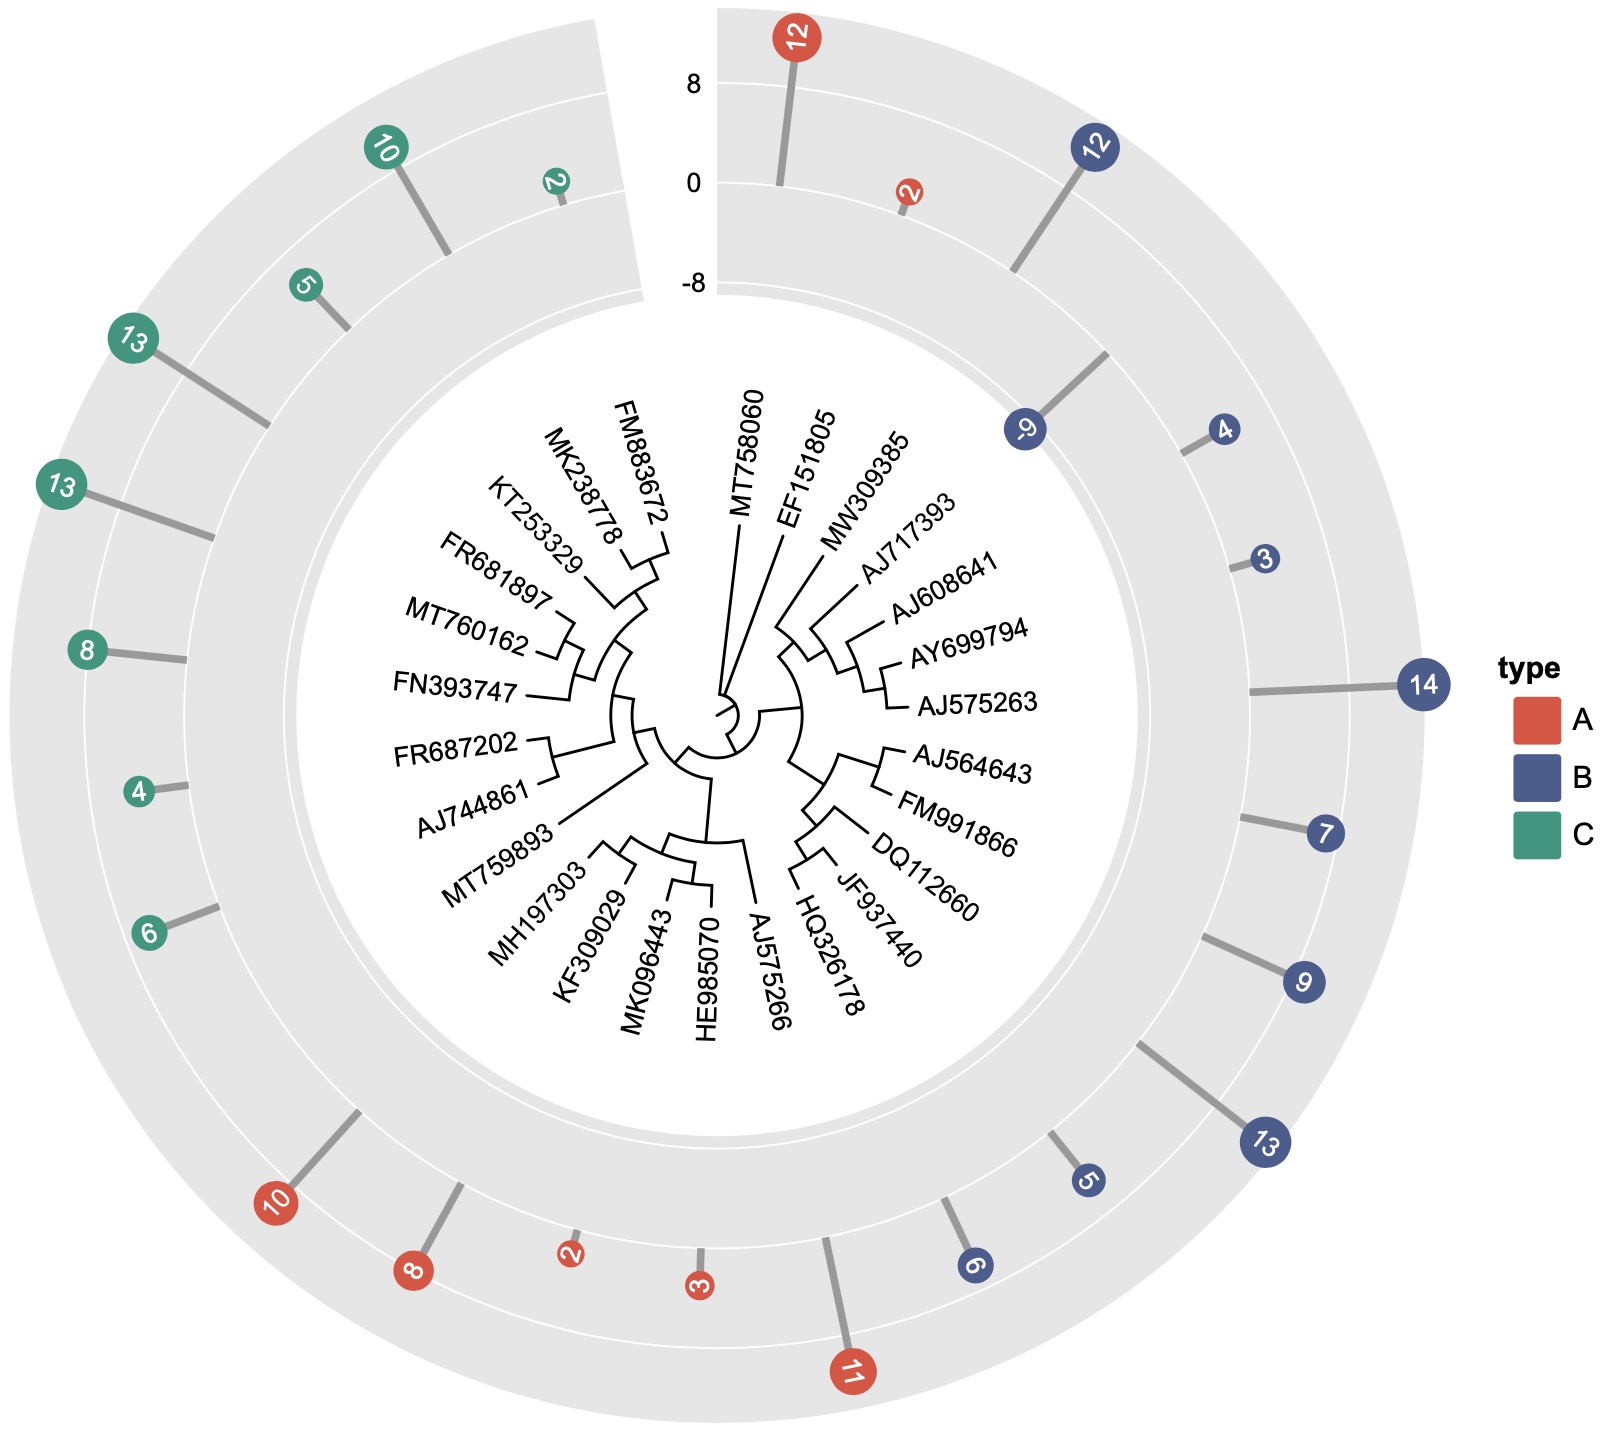 8
0
-8
12
2
12
-9
4
3
14
7
9
13
5
6
11
3
2
8
10
6
4
8
13
13
5
10
2
MT758060
EF151805
MW309385
AJ717393
AJ608641
AY699794
AJ575263
AJ564643
FM991866
DQ112660
JF937440
HQ326178
AJ575266
HE985070
MK096443
KF309029
MH197303
MT759893
AJ744861
FR687202
FN393747
MT760162
FR681897
KT253329
MK238778
FM883672
type
A
B
C